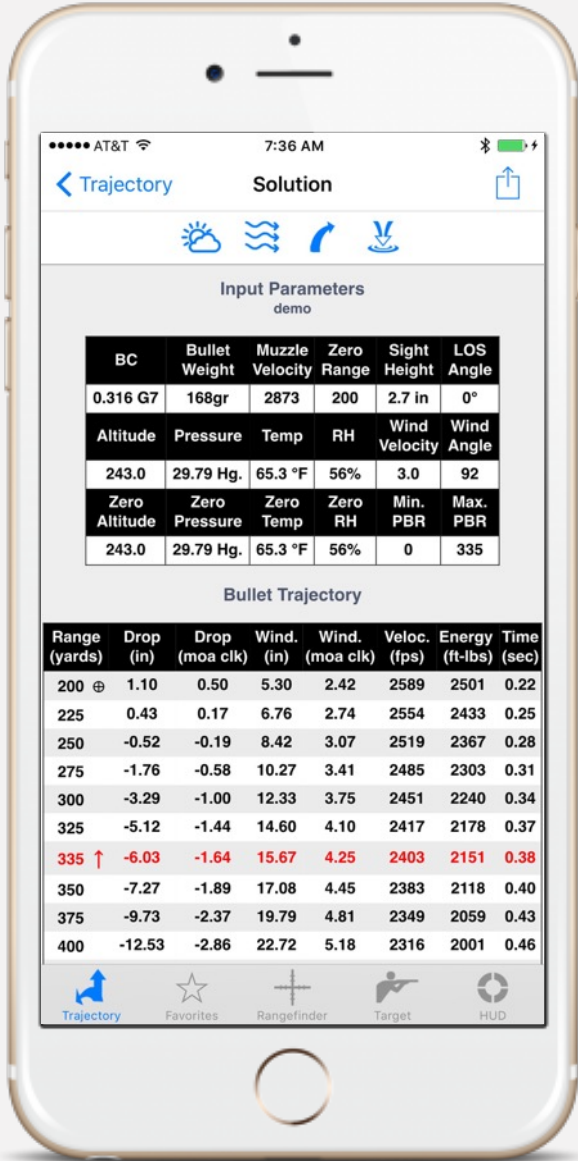 AT&T 7:36 AM
Trajectory Solution
Input Parameters
demo
BC Bullet Weight Muzzle Velocity Zero Range Sight Height LOS Angle
0.316 G7 168gr 2873 200 2.7 in 0°
Altitude Pressure Temp RH Wind Velocity Wind Angle
243.0 29.79 Hg. 65.3 °F 56% 3.0 92
Zero Altitude Zero Pressure Zero Temp Zero RH Min. PBR Max. PBR
243.0 29.79 Hg. 65.3 °F 56% 0 335
Bullet Trajectory
Range (yards) Drop (in) Drop (moa clk) Wind. (in) Wind. (moa clk) Veloc. (fps) Energy (ft-lbs) Time (sec)
200 ⊕ 1.10 0.50 5.30 2.42 2589 2501 0.22
225 0.43 0.17 6.76 2.74 2554 2433 0.25
250 -0.52 -0.19 8.42 3.07 2519 2367 0.28
275 -1.76 -0.58 10.27 3.41 2485 2303 0.31
300 -3.29 -1.00 12.33 3.75 2451 2240 0.34
325 -5.12 -1.44 14.60 4.10 2417 2178 0.37
335 ↑ -6.03 -1.64 15.67 4.25 2403 2151 0.38
350 -7.27 -1.89 17.08 4.45 2383 2118 0.40
375 -9.73 -2.37 19.79 4.81 2349 2059 0.43
400 -12.53 -2.86 22.72 5.18 2316 2001 0.46
Trajectory Favorites Rangefinder Target HUD